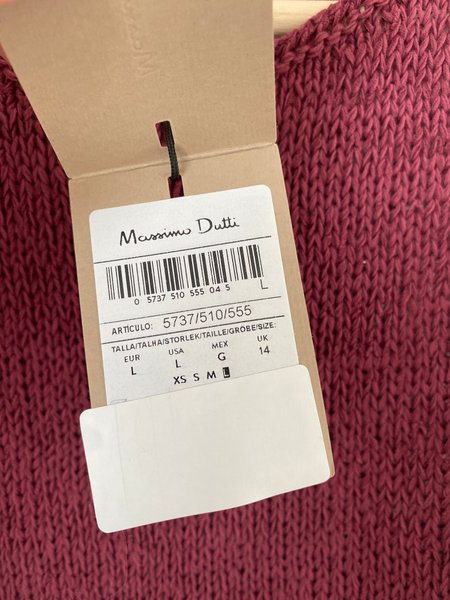 Massimo Dutti
0 5737 510 555 04 5 L
ARTICULO: 5737/510/555
TALLA/TALHA/STORLEK/TAILLE/GRÖBE/SIZE:
EUR USA MEX UK
L L G 14
XS S M L